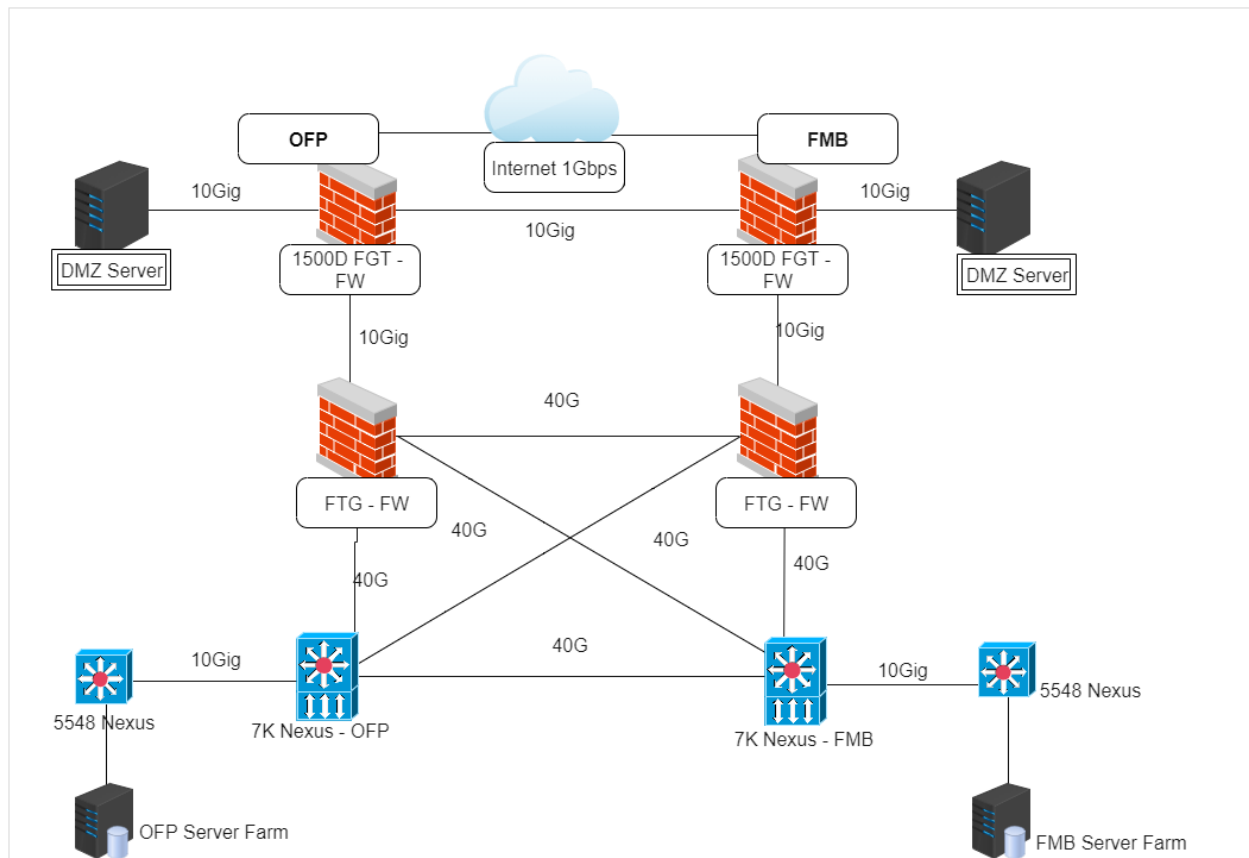 OFP
FMB
Internet 1Gbps
10Gig
10Gig
10Gig
DMZ Server
1500D FGT -
FW
1500D FGT -
FW
DMZ Server
10Gig
10Gig
40G
FTG - FW
FTG - FW
40G
40G
40G
40G
40G
10Gig
10Gig
5548 Nexus
7K Nexus - OFP
7K Nexus - FMB
5548 Nexus
OFP Server Farm
FMB Server Farm